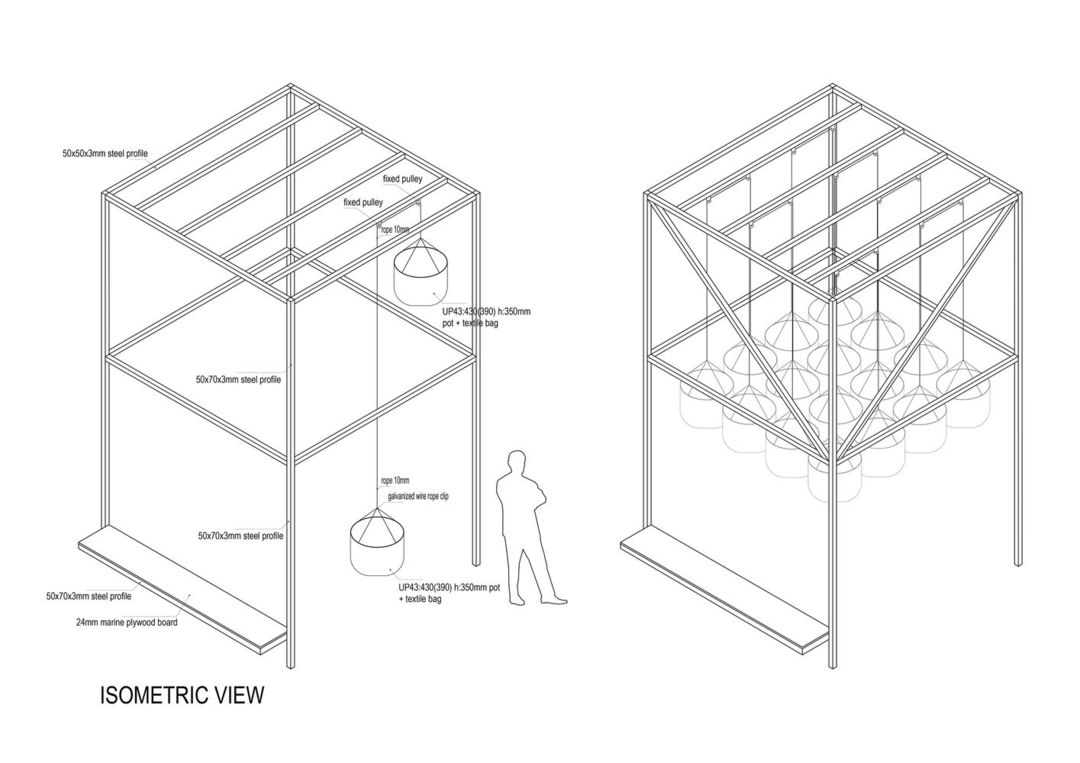 50x50x3mm steel profile
fixed pulley
fixed pulley
rope 10mm
UP43:430(390) h:350mm
pot + textile bag
50x70x3mm steel profile
rope 10mm
galvanized wire rope clip
50x70x3mm steel profile
UP43:430(390) h:350mm pot
+ textile bag
50x70x3mm steel profile
24mm marine plywood board
ISOMETRIC VIEW